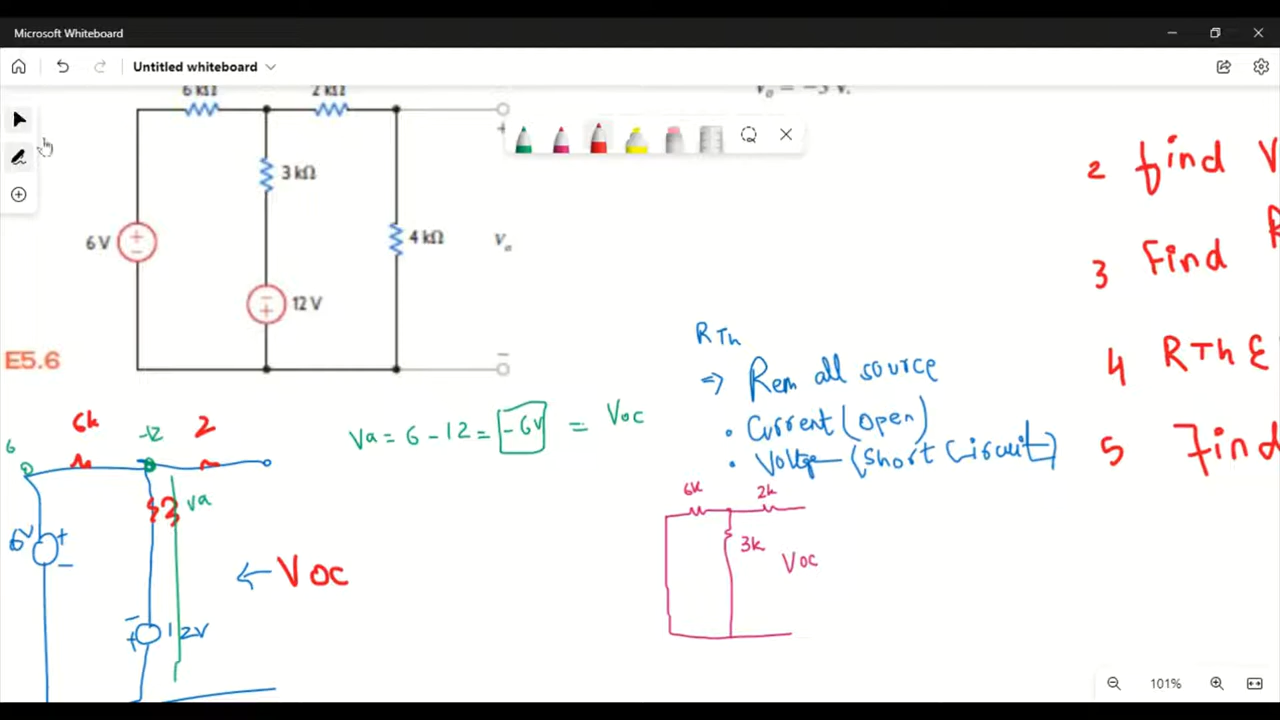 Microsoft Whiteboard
Untitled whiteboard
6 kΩ
2 kΩ
Vo = -3 V.
+
3 kΩ
6 V
+
-
4 kΩ
Vo
-
+
12 V
E5.6
-
2 find V
3 Find R
4 RTh &
5 find
6k
-12
2
6
Va = 6 - 12 = -6v = Voc
va
6V
+
-
← Voc
-
+
12V
RTh
⇒ Rem all source
• Current (open)
• Voltge (Short Circuit)
6k
2k
3k
Voc
101%